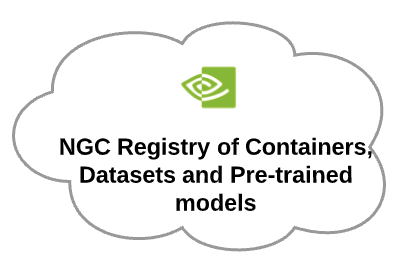 NGC Registry of Containers,
Datasets and Pre-trained
models